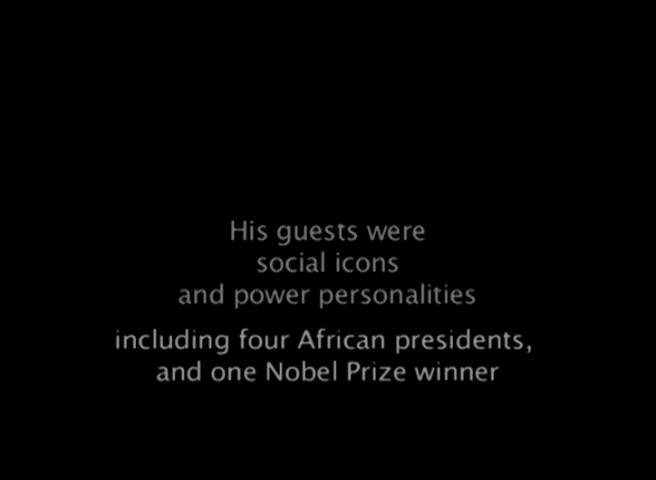 His guests were
social icons
and power personalities
including four African presidents,
and one Nobel Prize winner